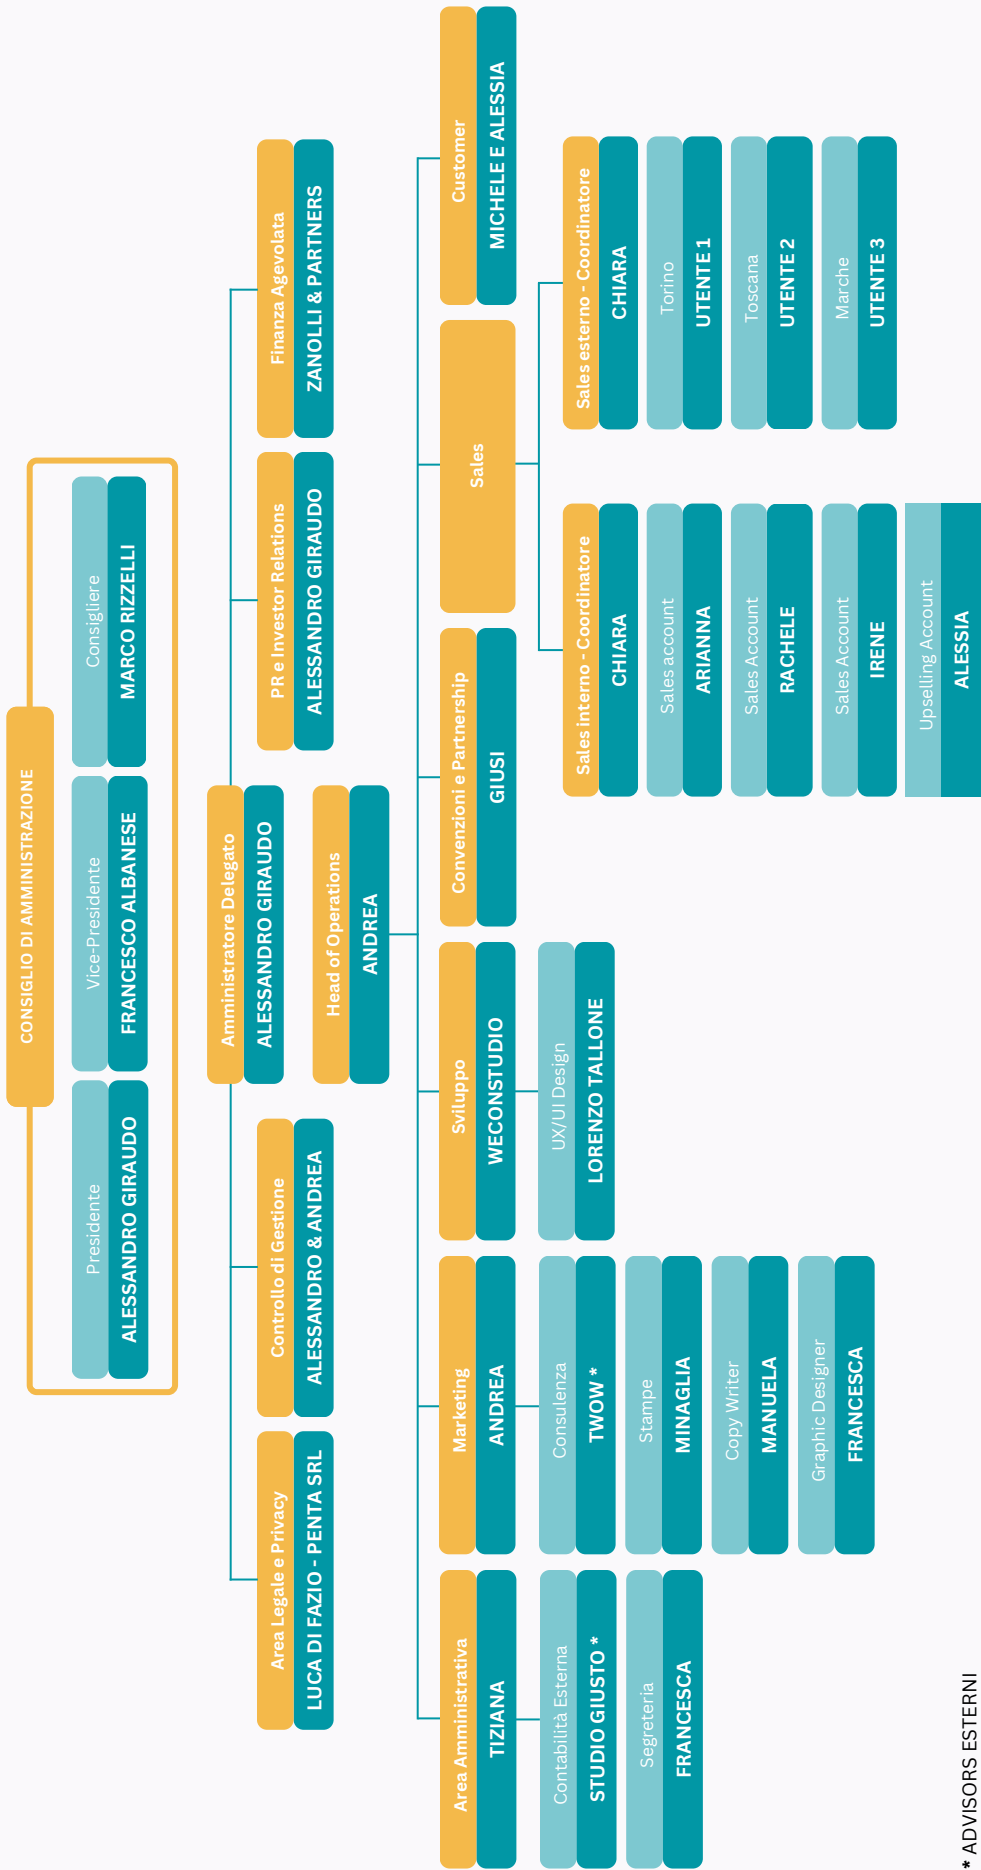 CONSIGLIO DI AMMINISTRAZIONE
Presidente
ALESSANDRO GIRAUDO
Vice-Presidente
FRANCESCO ALBANESE
Consigliere
MARCO RIZZELLI
Amministratore Delegato
ALESSANDRO GIRAUDO
Area Legale e Privacy
LUCA DI FAZIO - PENTA SRL
Controllo di Gestione
ALESSANDRO & ANDREA
PR e Investor Relations
ALESSANDRO GIRAUDO
Finanza Agevolata
ZANOLLI & PARTNERS
Head of Operations
ANDREA
Area Amministrativa
TIZIANA
Contabilità Esterna
STUDIO GIUSTO *
Segreteria
FRANCESCA
Marketing
ANDREA
Consulenza
TWOW *
Stampe
MINAGLIA
Copy Writer
MANUELA
Graphic Designer
FRANCESCA
Sviluppo
WECONSTUDIO
UX/UI Design
LORENZO TALLONE
Convenzioni e Partnership
GIUSI
Sales
Sales interno - Coordinatore
CHIARA
Sales account
ARIANNA
Sales Account
RACHELE
Sales Account
IRENE
Upselling Account
ALESSIA
Sales esterno - Coordinatore
CHIARA
Torino
UTENTE 1
Toscana
UTENTE 2
Marche
UTENTE 3
Customer
MICHELE E ALESSIA
* ADVISORS ESTERNI